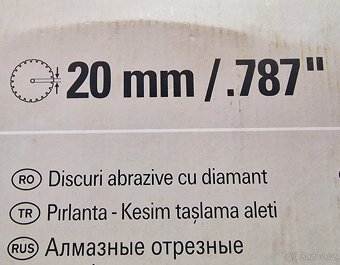 20 mm / .787"
RO Discuri abrazive cu diamant
TR Pırlanta - Kesim taşlama aleti
RUS Алмазные отрезные